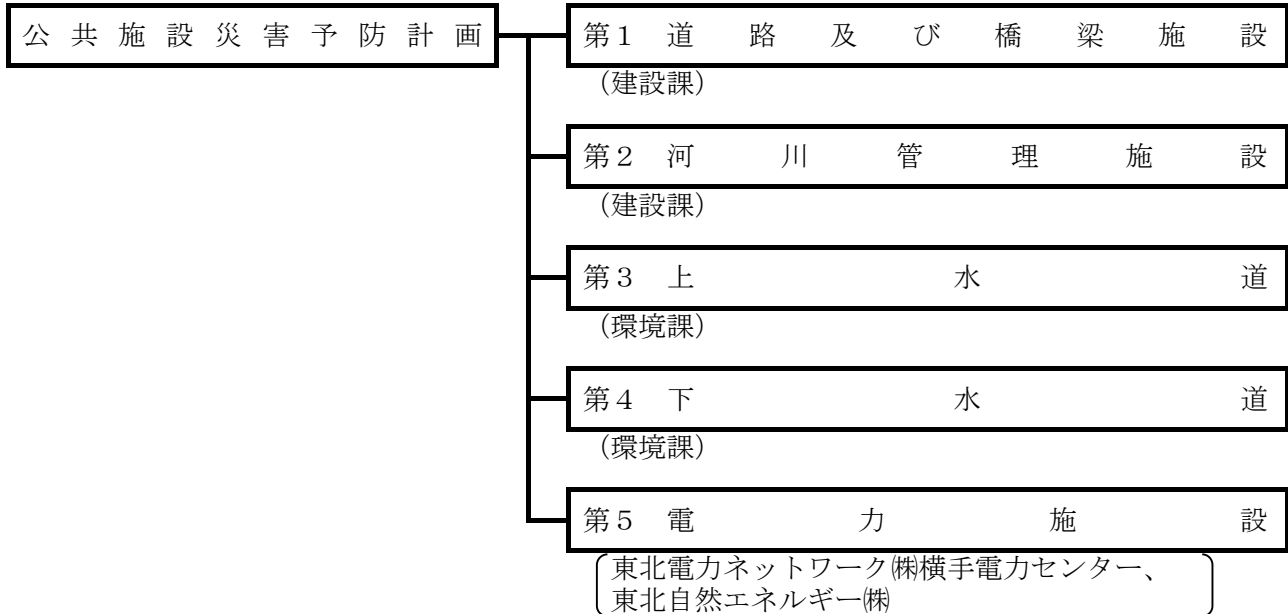 公共施設災害予防計画
第１ 道路及び橋梁施設
（建設課）
第２ 河川管理施設
（建設課）
第３ 上水道
（環境課）
第４ 下水道
（環境課）
第５ 電力施設
東北電力ネットワーク㈱横手電力センター、
東北自然エネルギー㈱